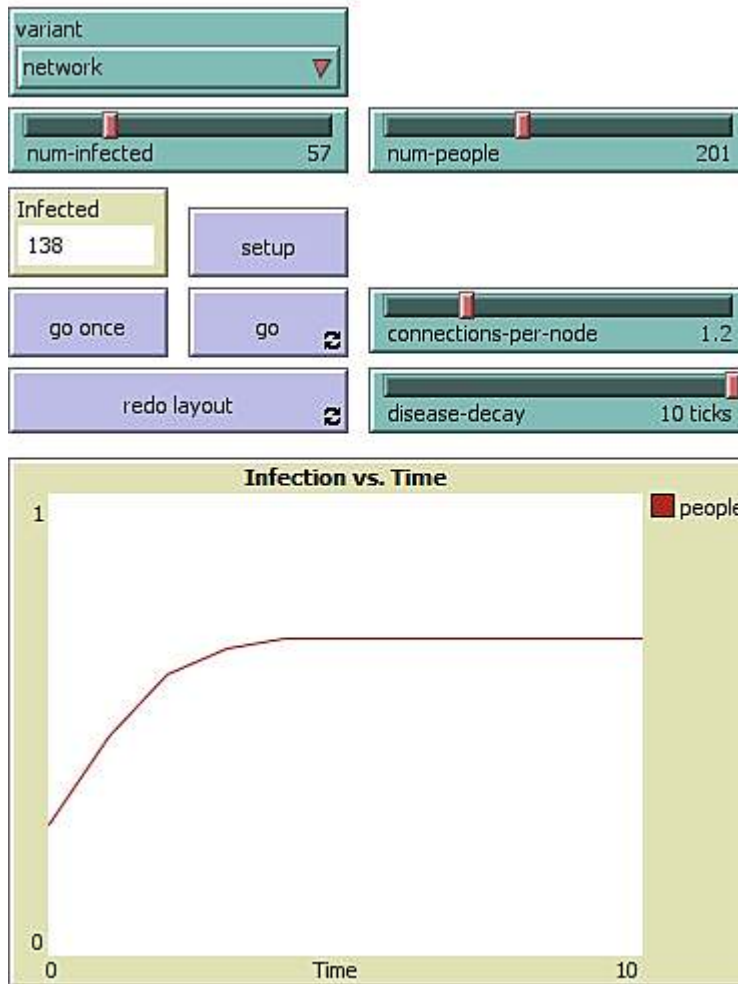 variant
network
num-infected 57
num-people 201
Infected
138
setup
go once
go
connections-per-node 1.2
redo layout
disease-decay 10 ticks
Infection vs. Time
1
people
0
0 Time 10